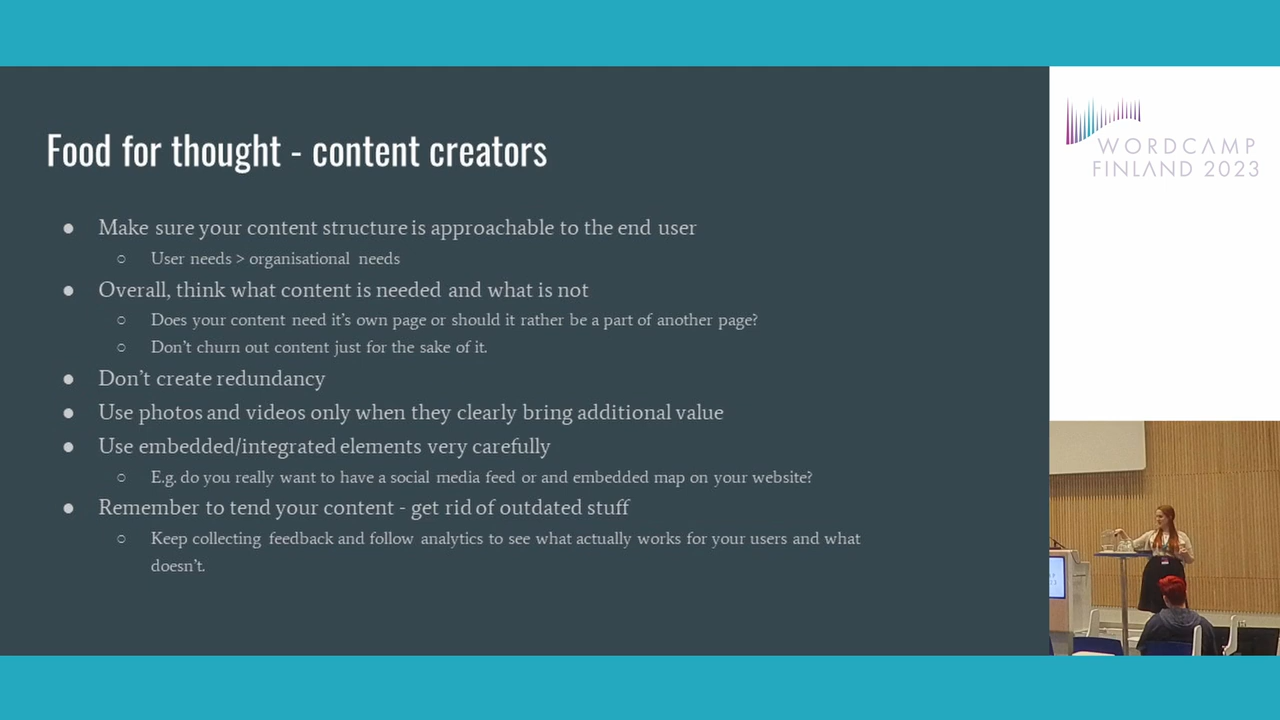 Food for thought - content creators
● Make sure your content structure is approachable to the end user
○ User needs > organisational needs
● Overall, think what content is needed and what is not
○ Does your content need it's own page or should it rather be a part of another page?
○ Don't churn out content just for the sake of it.
● Don't create redundancy
● Use photos and videos only when they clearly bring additional value
● Use embedded/integrated elements very carefully
○ E.g. do you really want to have a social media feed or and embedded map on your website?
● Remember to tend your content - get rid of outdated stuff
○ Keep collecting feedback and follow analytics to see what actually works for your users and what
doesn't.
WORDCAMP
FINLAND 2023